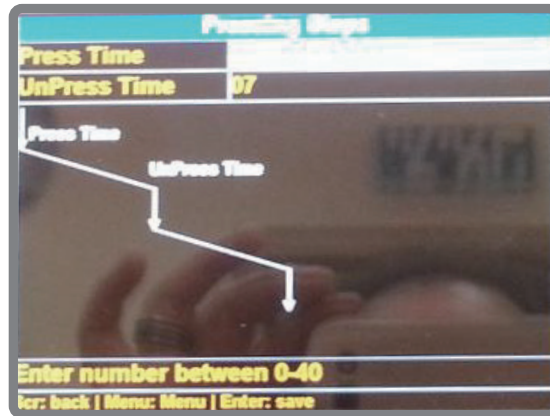 Pressing Steps
Press Time
UnPress Time 07
Press Time
UnPress Time
Enter number between 0-40
Scr: back | Menu: Menu | Enter: save